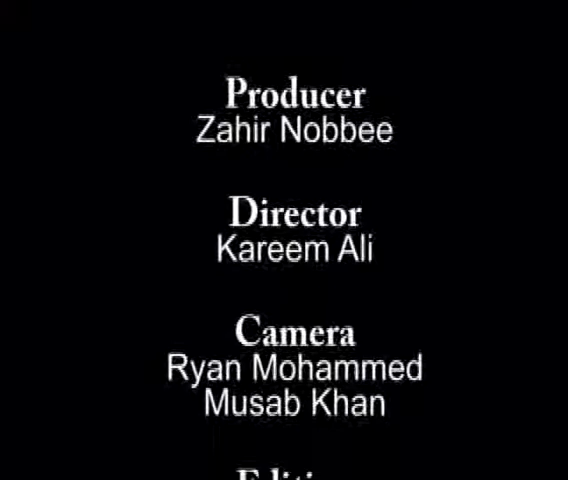 Producer
Zahir Nobbee
Director
Kareem Ali
Camera
Ryan Mohammed
Musab Khan